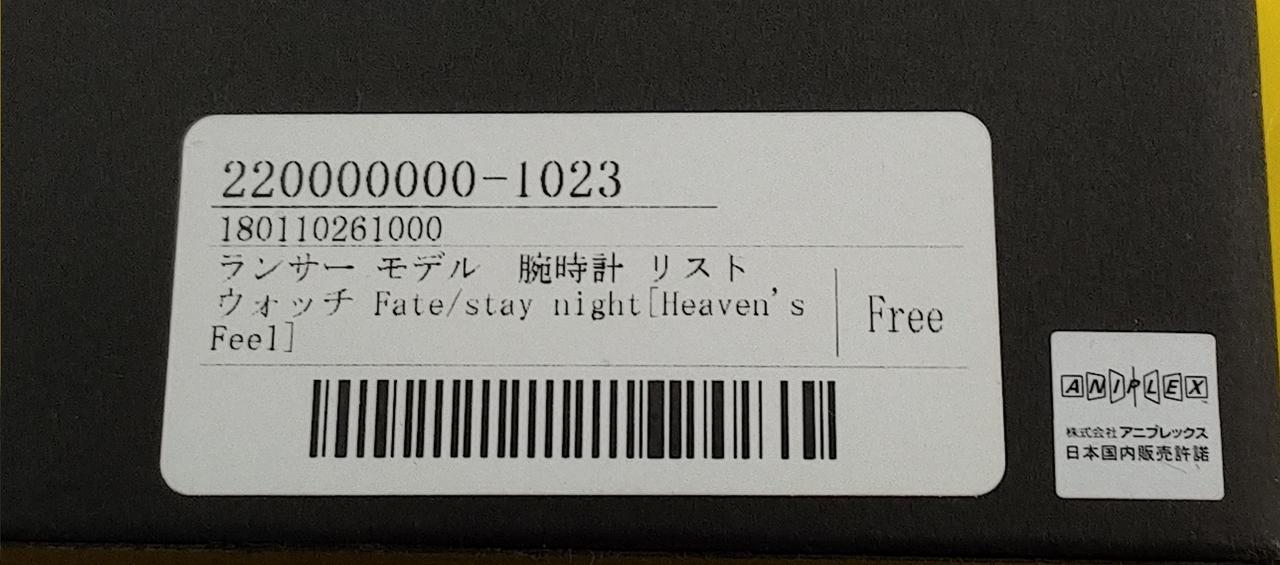 220000000-1023
180110261000
ランサー モデル　腕時計 リスト
ウォッチ Fate/stay night[Heaven's
Feel]
Free
ANIPLEX
株式会社 アニプレックス
日本国内販売許諾